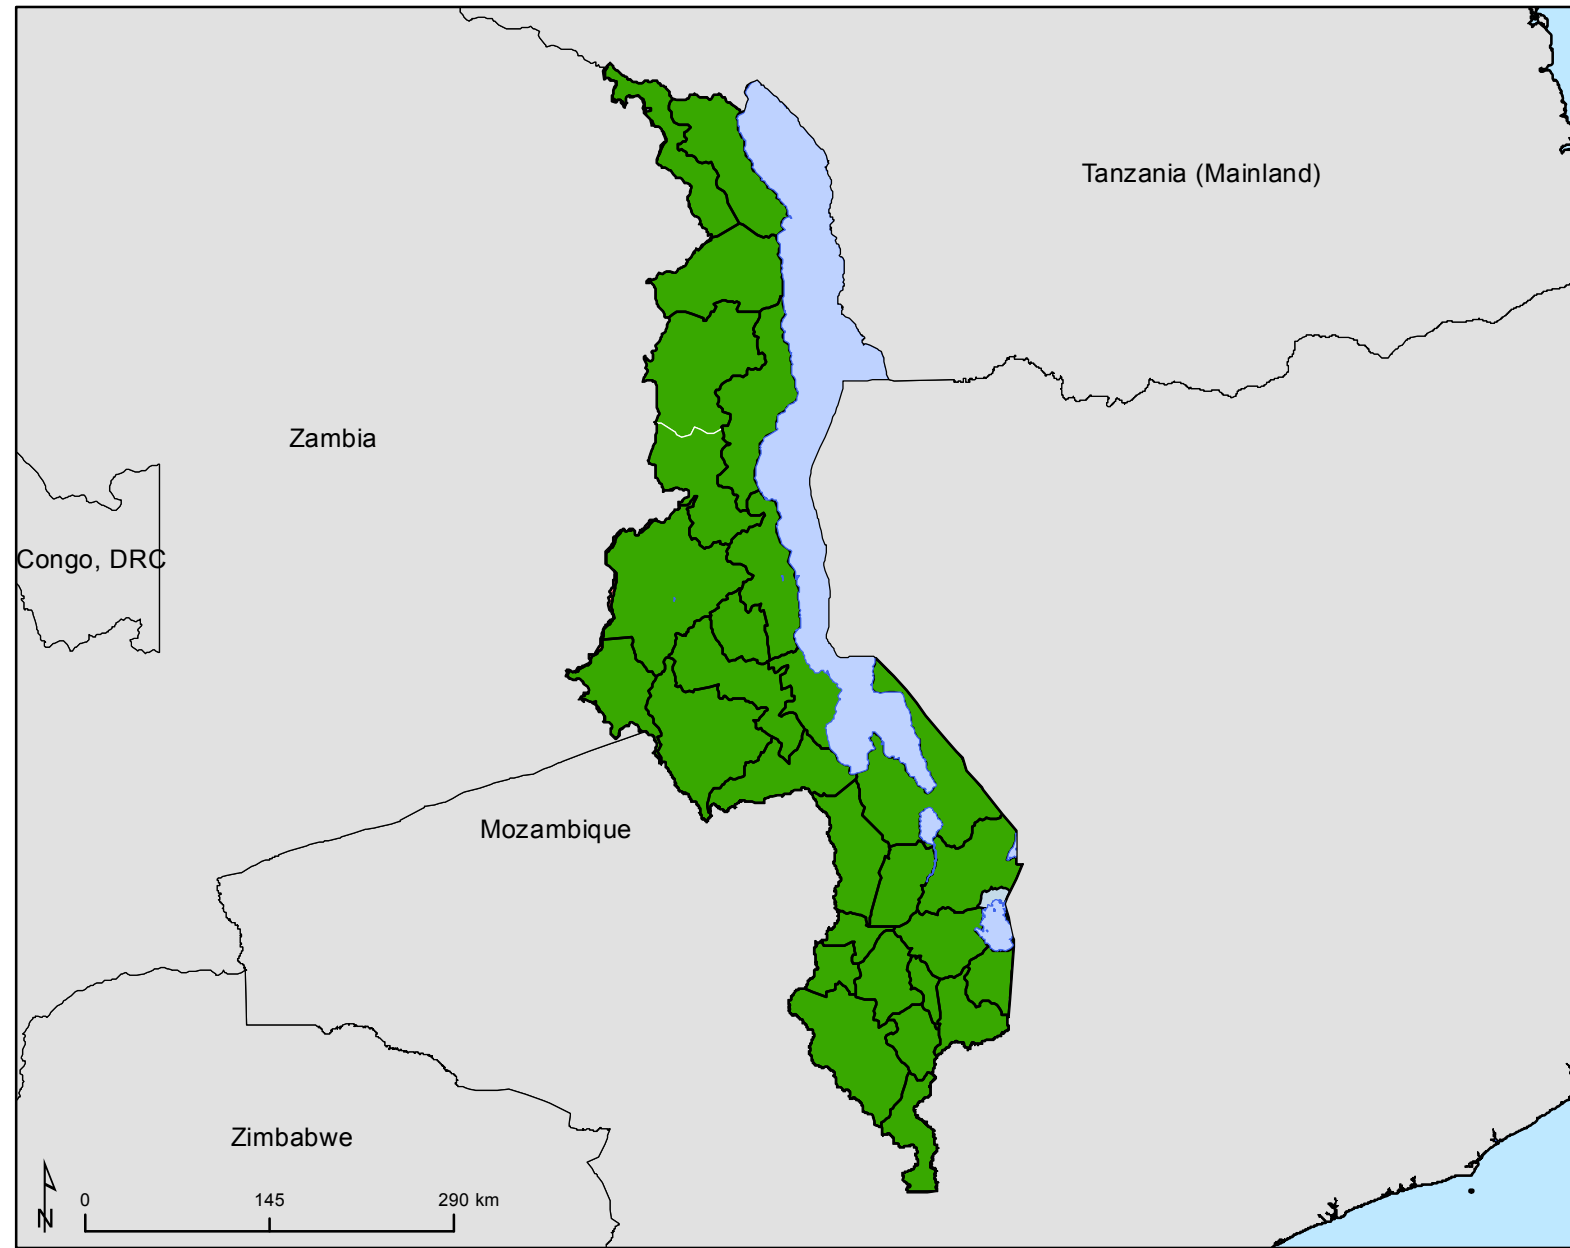 Tanzania (Mainland)
Zambia
Congo, DRC
Mozambique
Zimbabwe
N
0 145 290 km